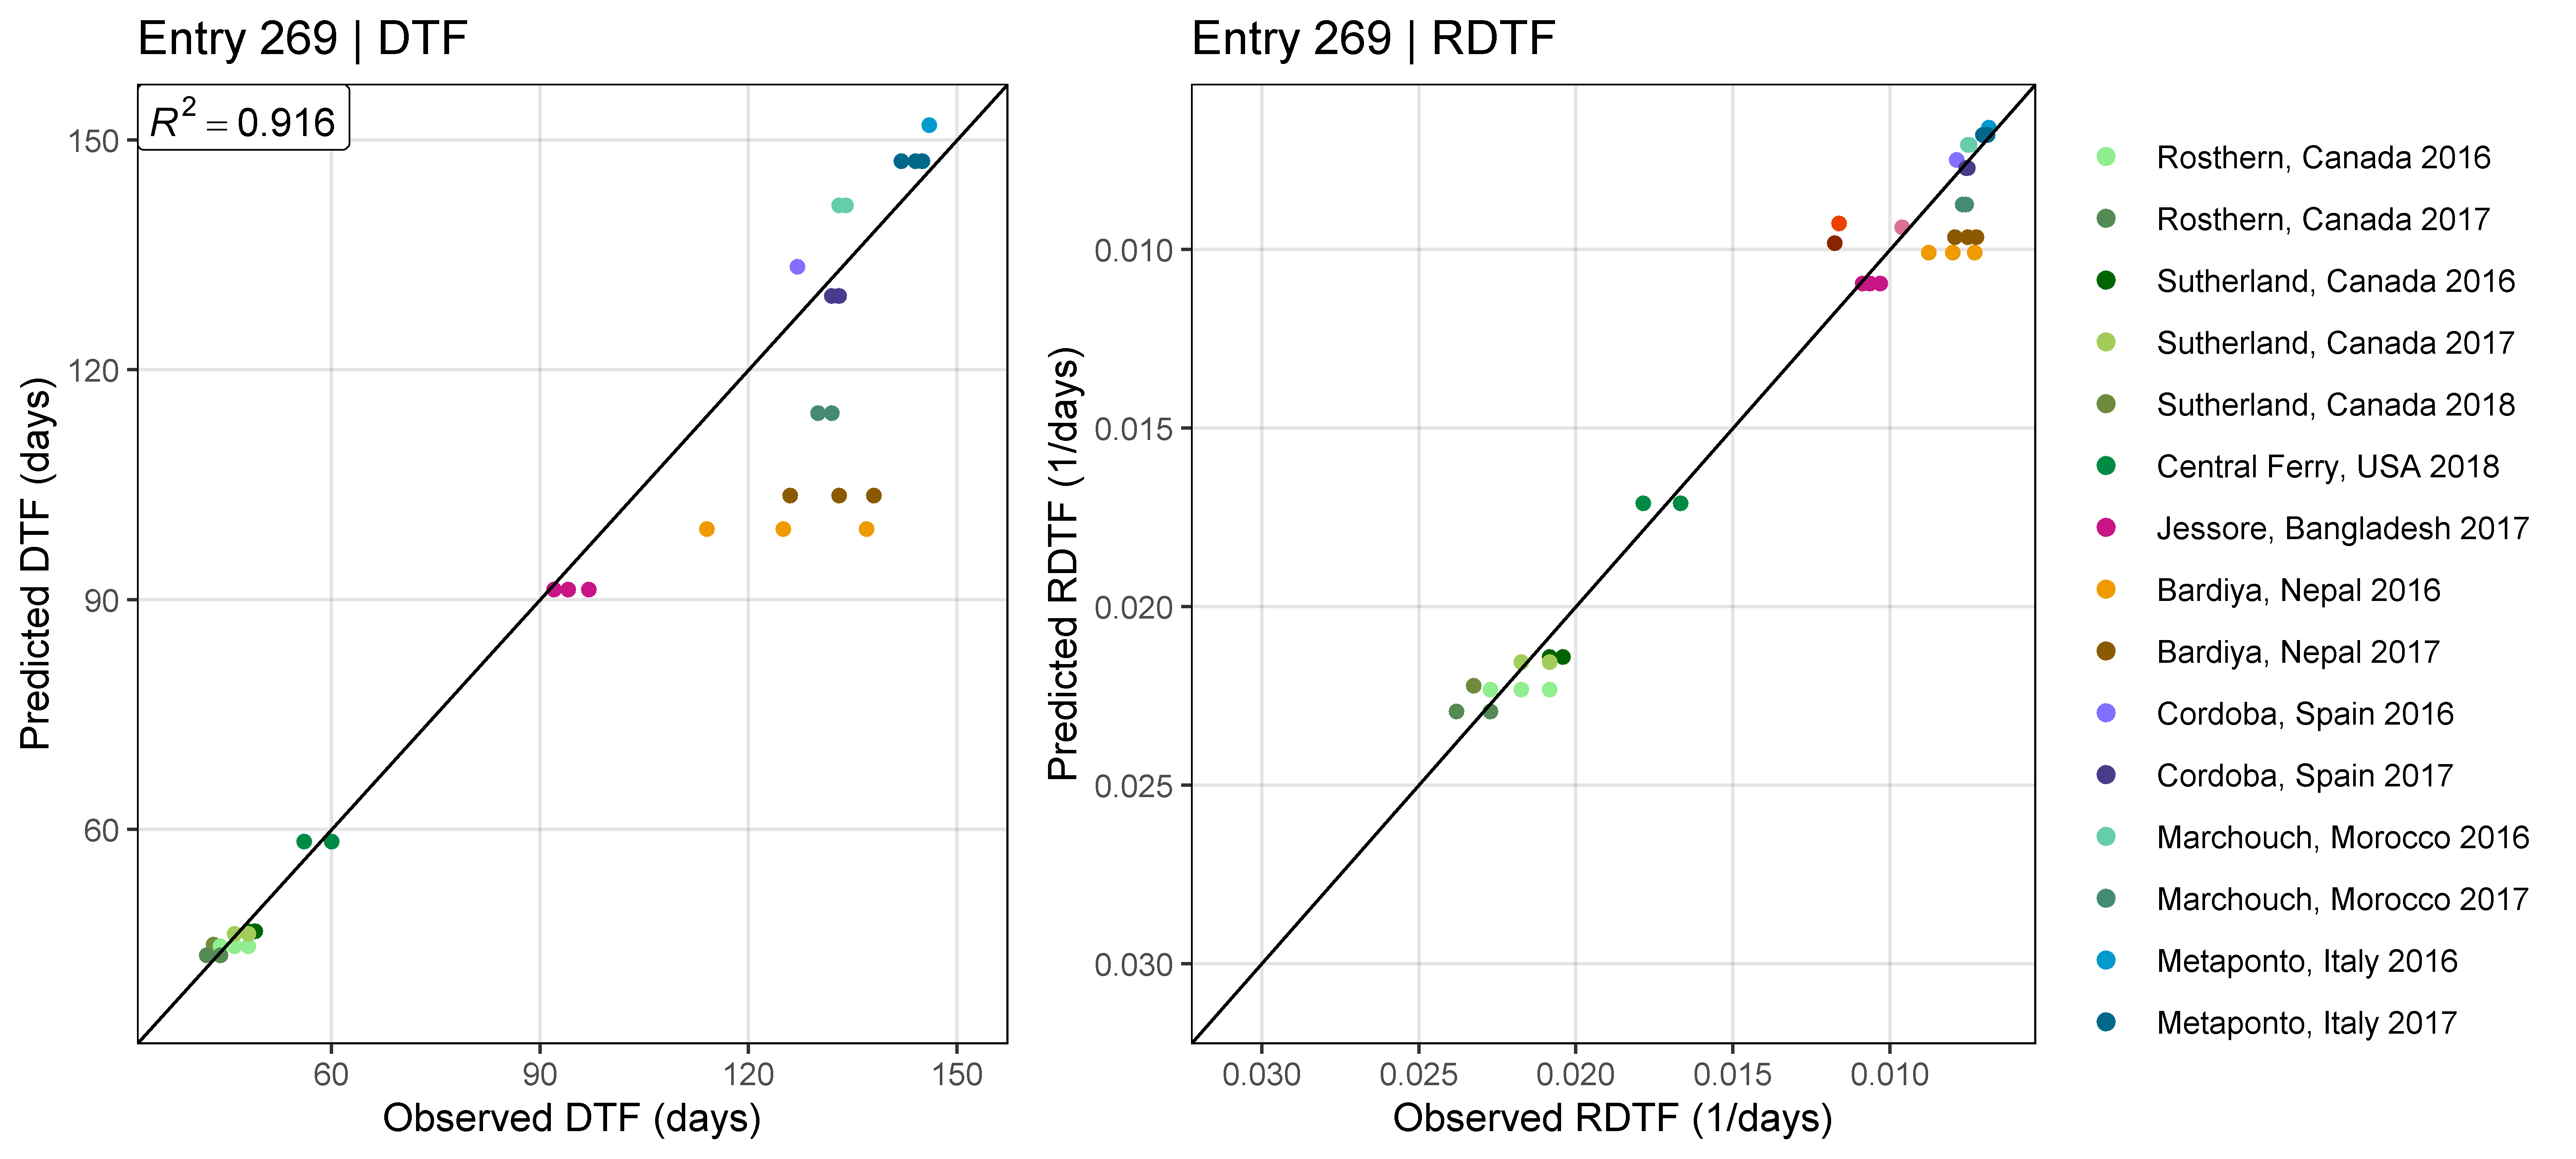 Entry 269 | DTF
R² = 0.916
150
120
90
60
Predicted DTF (days)
60 90 120 150
Observed DTF (days)
Entry 269 | RDTF
0.010
0.015
0.020
0.025
0.030
Predicted RDTF (1/days)
0.030 0.025 0.020 0.015 0.010
Observed RDTF (1/days)
Rosthern, Canada 2016
Rosthern, Canada 2017
Sutherland, Canada 2016
Sutherland, Canada 2017
Sutherland, Canada 2018
Central Ferry, USA 2018
Jessore, Bangladesh 2017
Bardiya, Nepal 2016
Bardiya, Nepal 2017
Cordoba, Spain 2016
Cordoba, Spain 2017
Marchouch, Morocco 2016
Marchouch, Morocco 2017
Metaponto, Italy 2016
Metaponto, Italy 2017